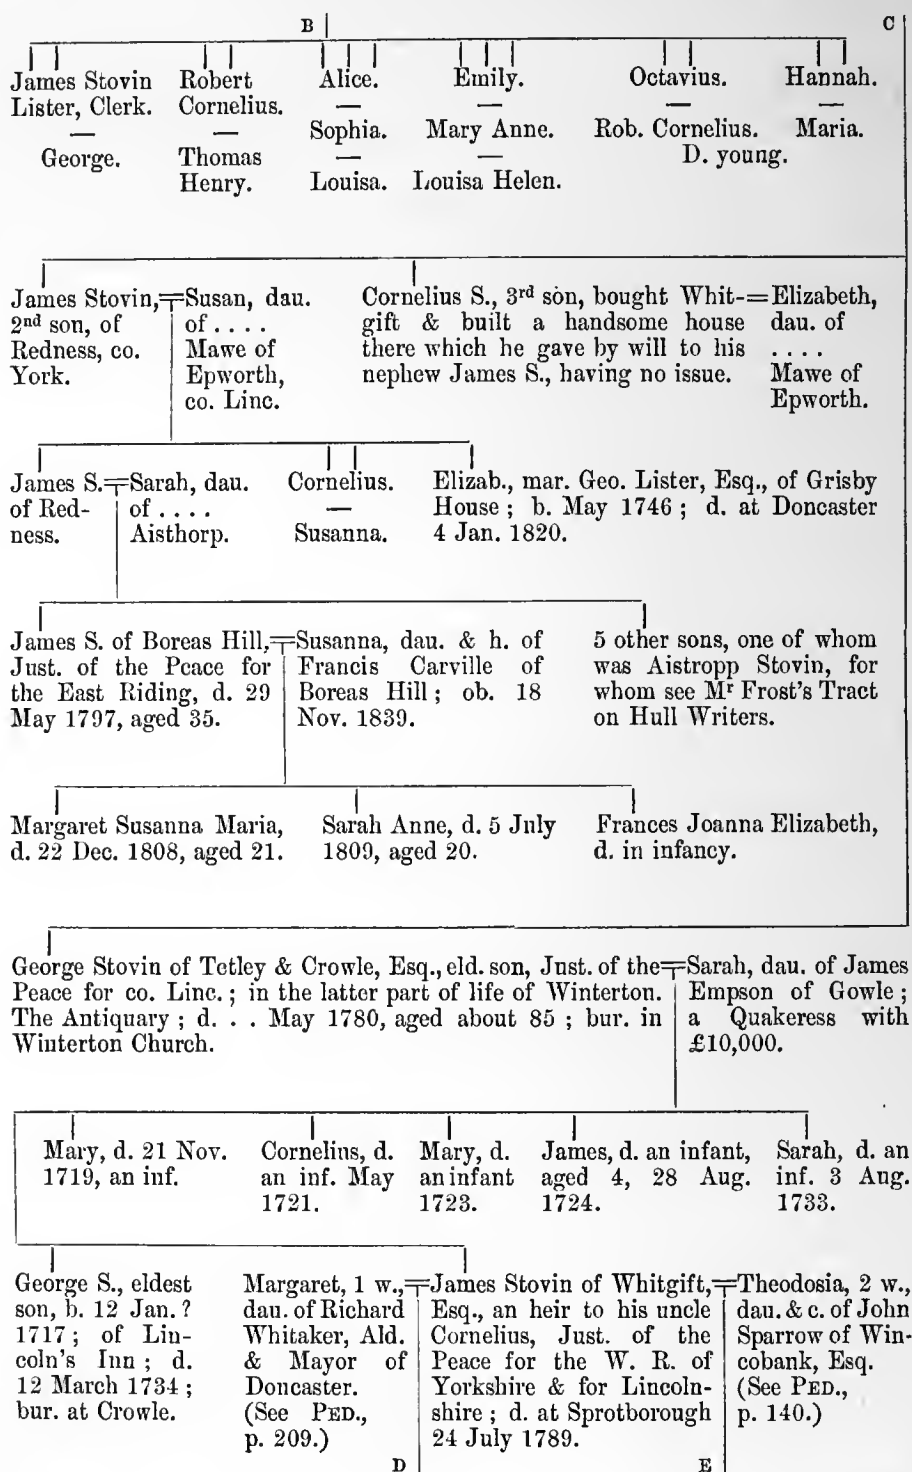 B C
James Stovin Robert Alice. Emily. Octavius. Hannah.
Lister, Clerk. Cornelius. — — — —
— — Sophia. Mary Anne. Rob. Cornelius. Maria.
George. Thomas — — D. young.
Henry. Louisa. Louisa Helen.
James Stovin,=Susan, dau.
2nd son, of of . . . .
Redness, co. Mawe of
York. Epworth,
co. Linc.
Cornelius S., 3rd son, bought Whit-=Elizabeth,
gift & built a handsome house dau. of
there which he gave by will to his . . . .
nephew James S., having no issue. Mawe of
Epworth.
James S.=Sarah, dau.
of Red- of . . . .
ness. Aisthorp.
Cornelius.
—
Susanna.
Elizab., mar. Geo. Lister, Esq., of Grisby
House ; b. May 1746 ; d. at Doncaster
4 Jan. 1820.
James S. of Boreas Hill,=Susanna, dau. & h. of
Just. of the Peace for Francis Carville of
the East Riding, d. 29 Boreas Hill ; ob. 18
May 1797, aged 35. Nov. 1839.
5 other sons, one of whom
was Aistropp Stovin, for
whom see Mr Frost's Tract
on Hull Writers.
Margaret Susanna Maria,
d. 22 Dec. 1808, aged 21.
Sarah Anne, d. 5 July
1809, aged 20.
Frances Joanna Elizabeth,
d. in infancy.
George Stovin of Tetley & Crowle, Esq., eld. son, Just. of the=Sarah, dau. of James
Peace for co. Linc. ; in the latter part of life of Winterton. Empson of Gowle ;
The Antiquary ; d. . . May 1780, aged about 85 ; bur. in a Quakeress with
Winterton Church. £10,000.
Mary, d. 21 Nov.
1719, an inf.
Cornelius, d.
an inf. May
1721.
Mary, d.
an infant
1723.
James, d. an infant,
aged 4, 28 Aug.
1724.
Sarah, d. an
inf. 3 Aug.
1733.
George S., eldest
son, b. 12 Jan. ?
1717 ; of Lin-
coln's Inn ; d.
12 March 1734 ;
bur. at Crowle.
Margaret, 1 w.,=James Stovin of Whitgift,=Theodosia, 2 w.,
dau. of Richard Esq., an heir to his uncle dau. & c. of John
Whitaker, Ald. Cornelius, Just. of the Sparrow of Win-
& Mayor of Peace for the W. R. of cobank, Esq.
Doncaster. Yorkshire & for Lincoln- (See PED.,
(See PED., shire ; d. at Sprotborough p. 140.)
p. 209.) 24 July 1789.
D E